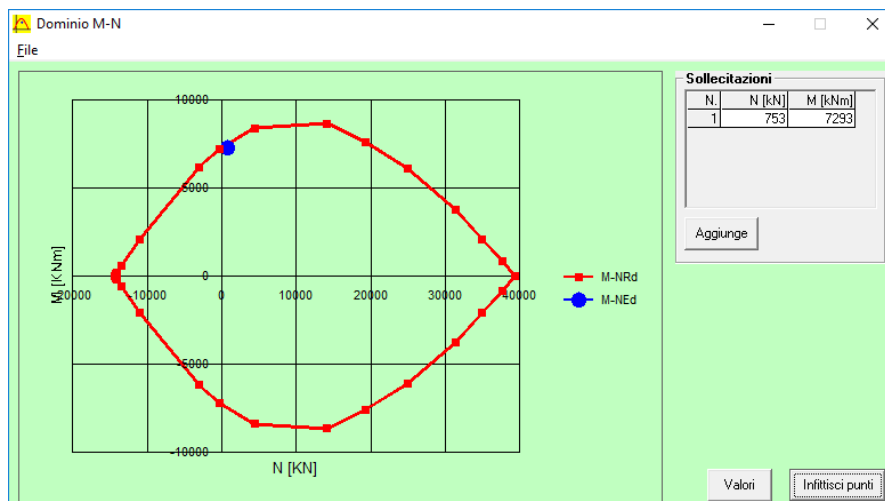 Dominio M-N
File
10000
5000
0
-5000
-10000
M [KNm]
-20000 -10000 0 10000 20000 30000 40000
N [KN]
M-NRd
M-NEd
Sollecitazioni
N. N [kN] M [kNm]
1 753 7293
Aggiunge
Valori
Infittisci punti